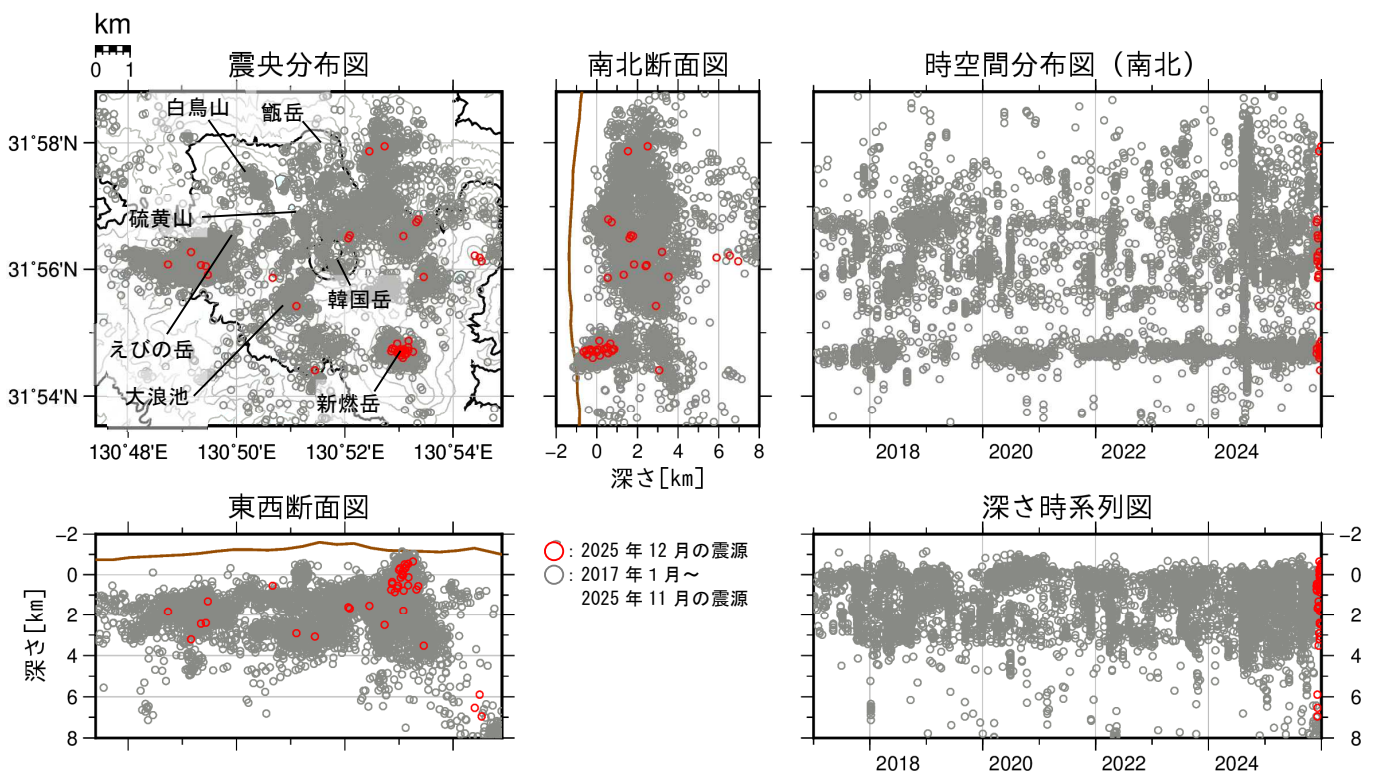 km
0 1
震央分布図
南北断面図
時空間分布図（南北）
白鳥山
甑岳
硫黄山
韓国岳
えびの岳
大浪池
新燃岳
31°58'N
31°56'N
31°54'N
130°48'E 130°50'E 130°52'E 130°54'E
−2 0 2 4 6 8
深さ[km]
2018 2020 2022 2024
東西断面図
深さ時系列図
−2
0
2
4
6
8
深さ[km]
：2025 年 12 月の震源
：2017 年 1 月～
2025 年 11 月の震源
−2
0
2
4
6
8
2018 2020 2022 2024